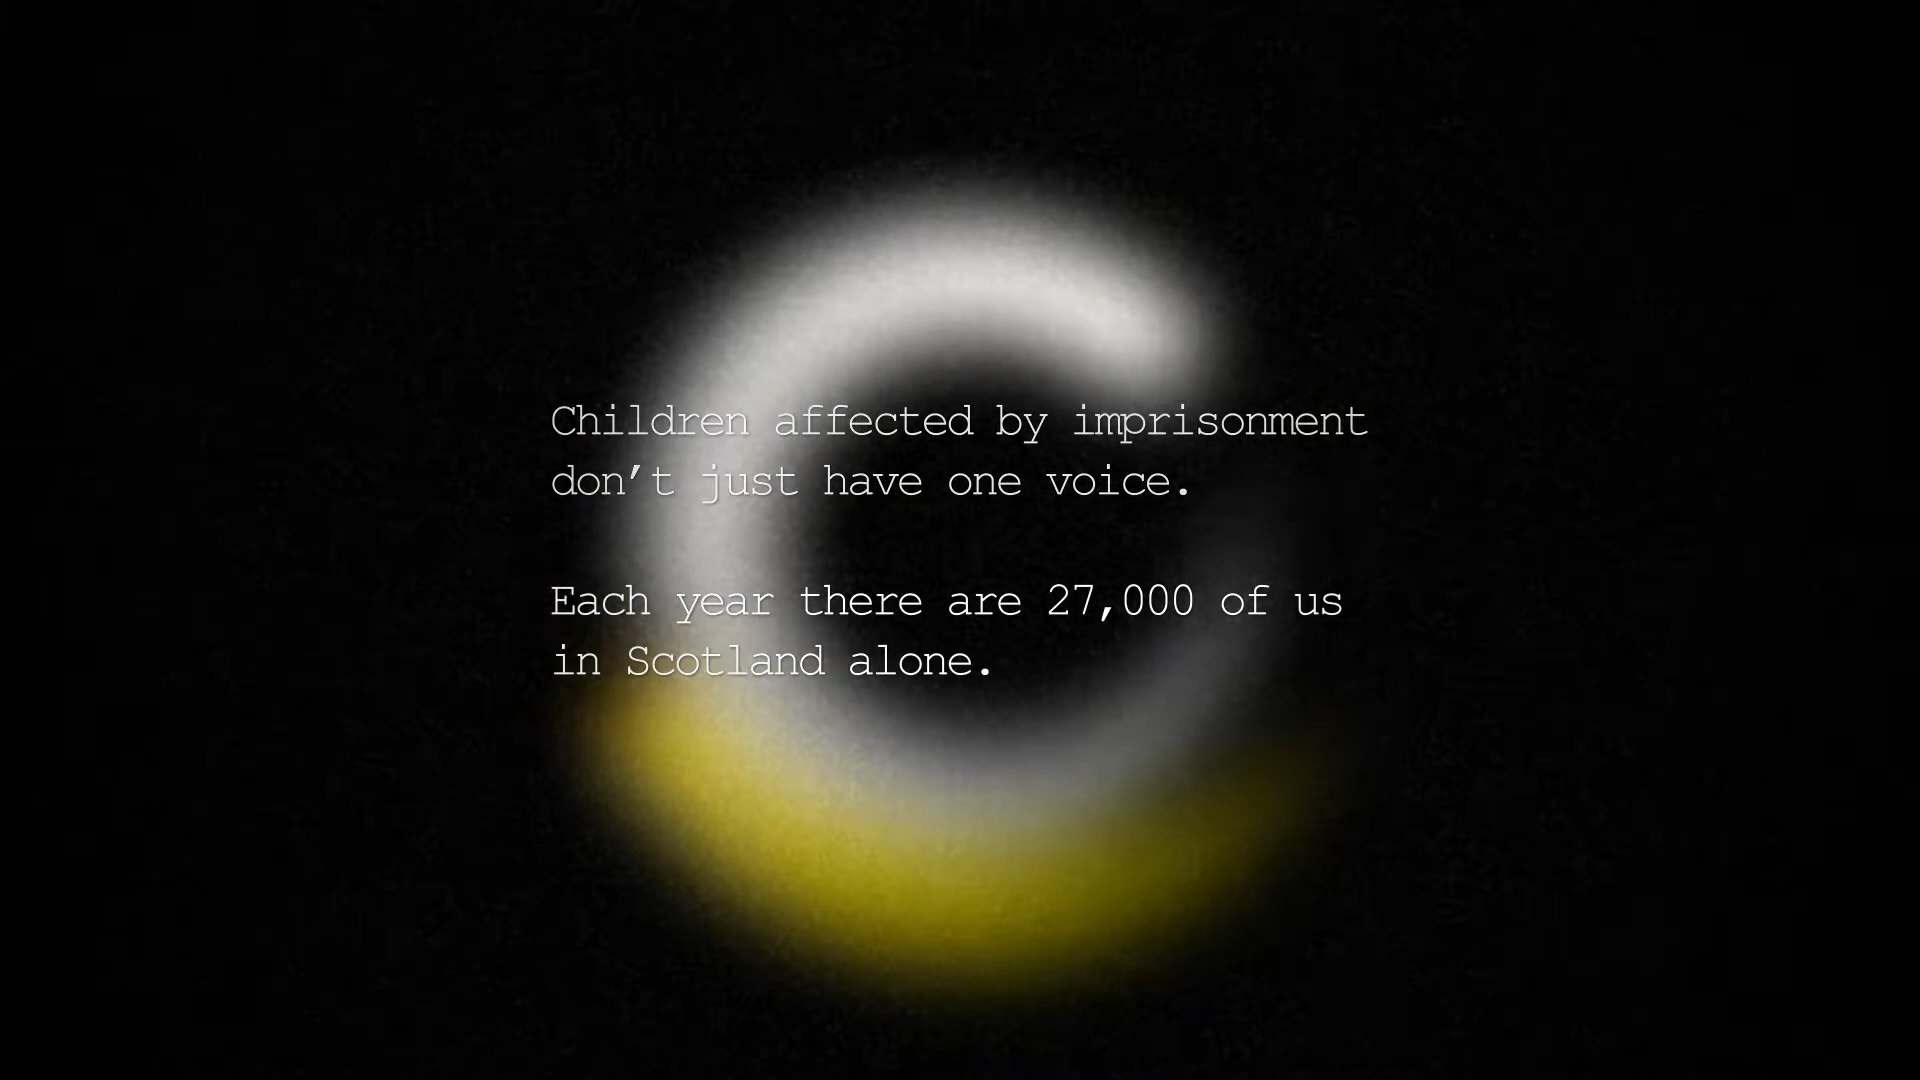 Children affected by imprisonment
don’t just have one voice.
Each year there are 27,000 of us
in Scotland alone.